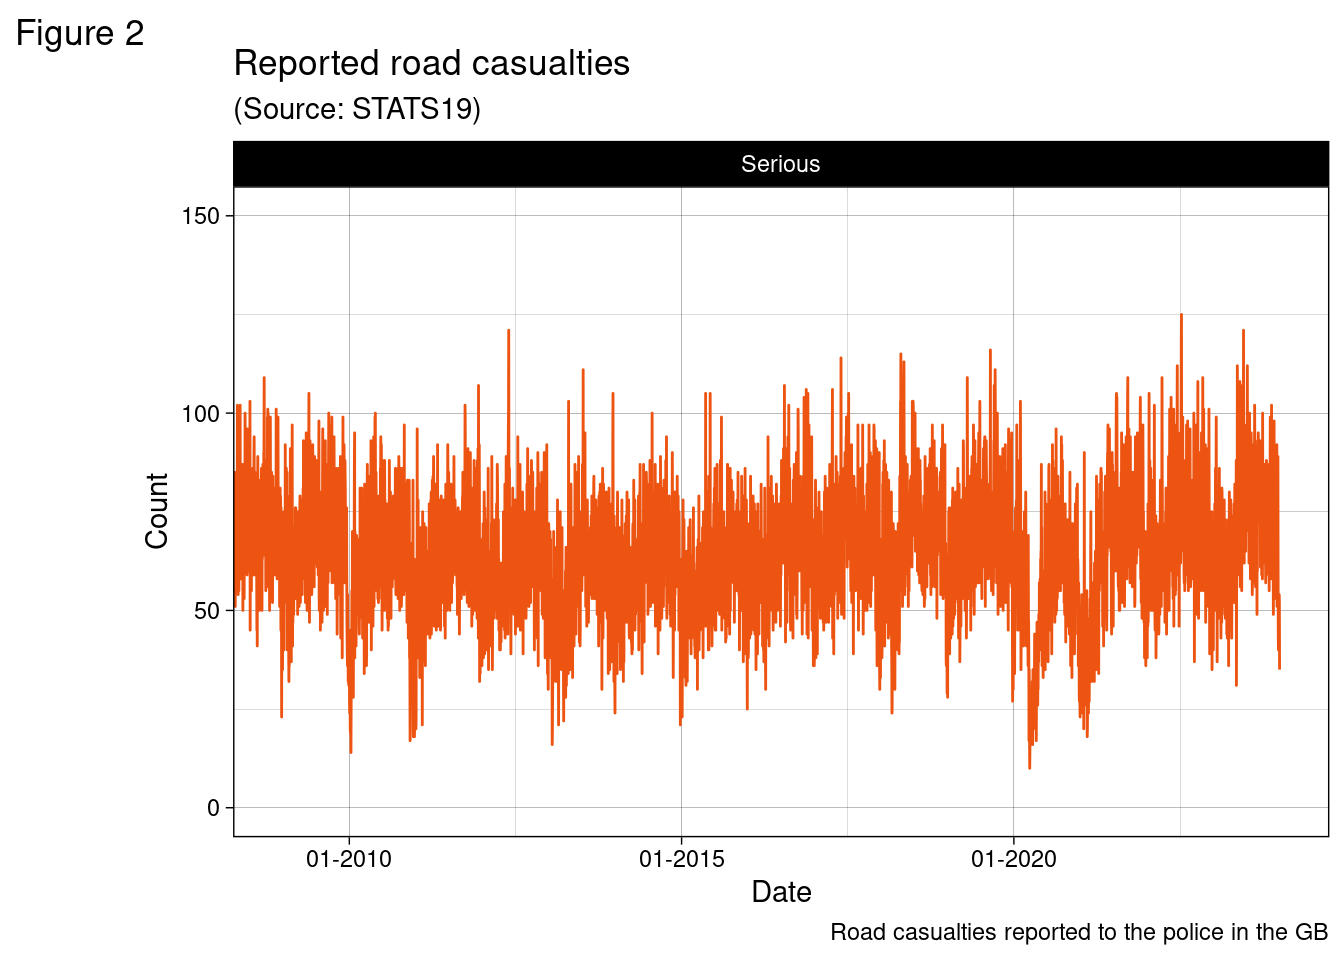 Figure 2
Reported road casualties
(Source: STATS19)
Serious
150
100
50
0
Count
01-2010
01-2015
01-2020
Date
Road casualties reported to the police in the GB